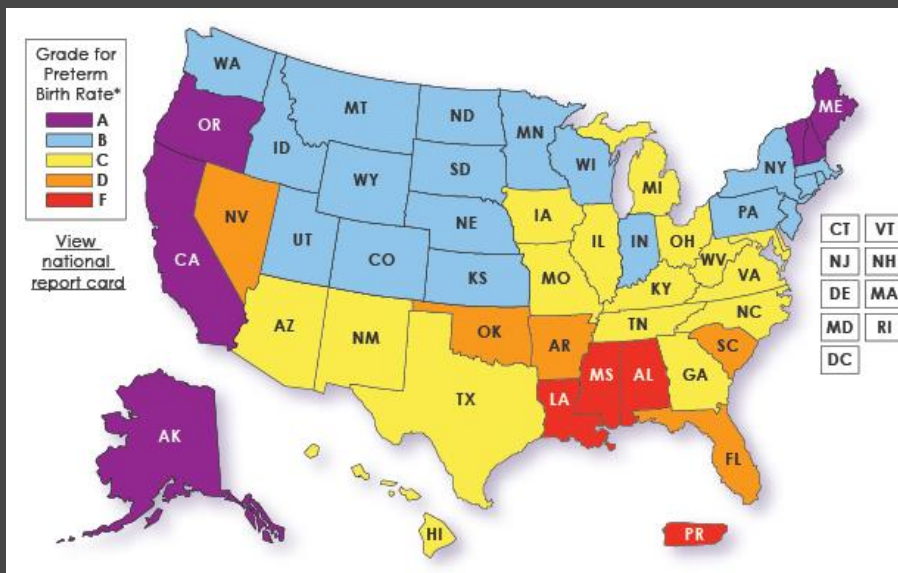 Grade for
Preterm
Birth Rate*
A
B
C
D
F
View
national
report card
WA
OR
CA
NV
ID
MT
WY
UT
CO
AZ
NM
ND
SD
NE
KS
OK
TX
MN
IA
MO
AR
LA
WI
IL
MI
IN
OH
KY
TN
MS
AL
GA
FL
SC
NC
VA
WV
PA
NY
ME
AK
HI
PR
CT VT
NJ NH
DE MA
MD RI
DC